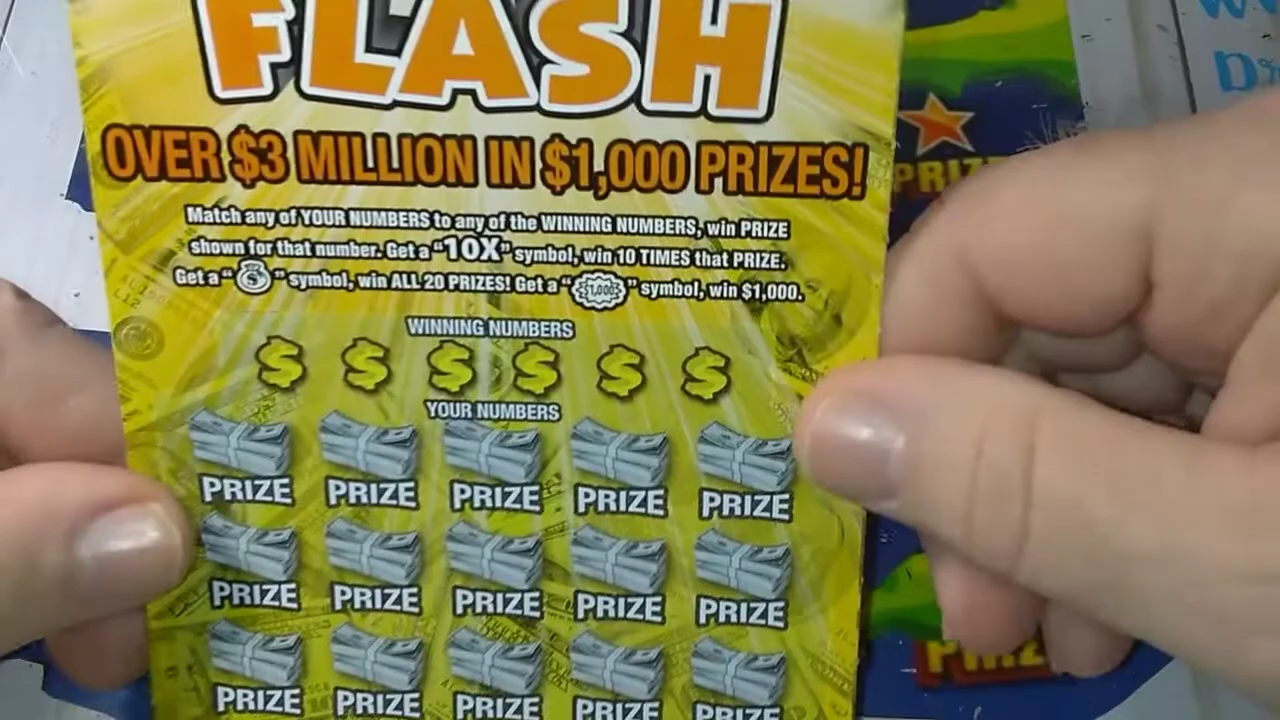 FLASH
OVER $3 MILLION IN $1,000 PRIZES!
Match any of YOUR NUMBERS to any of the WINNING NUMBERS, win PRIZE
shown for that number. Get a "10X" symbol, win 10 TIMES that PRIZE.
Get a " " symbol, win ALL 20 PRIZES! Get a "$1,000" symbol, win $1,000.
WINNING NUMBERS
$ $ $ $ $ $
YOUR NUMBERS
PRIZE PRIZE PRIZE PRIZE PRIZE
PRIZE PRIZE PRIZE PRIZE PRIZE
PRIZE PRIZE PRIZE PRIZE PRIZE